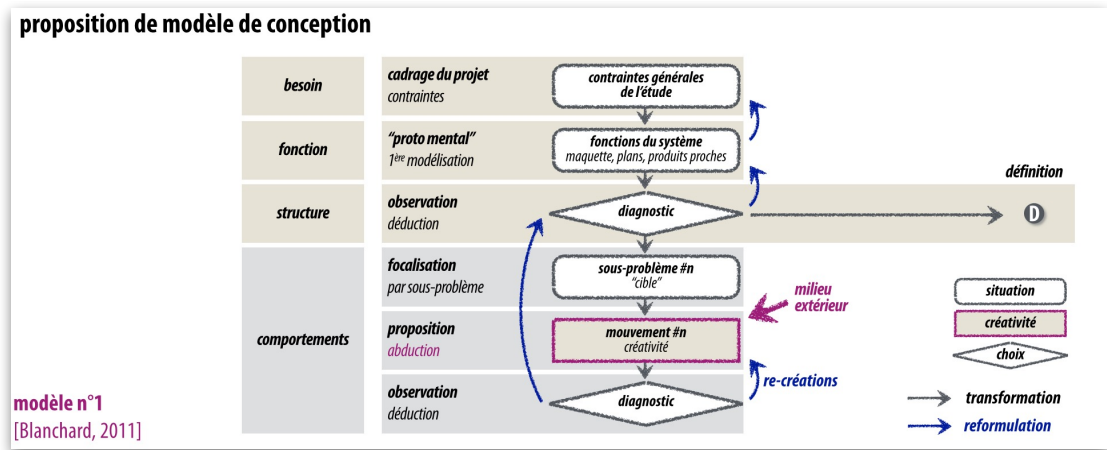 proposition de modèle de conception
besoin
cadrage du projet
contraintes
contraintes générales
de l'étude
fonction
"proto mental"
1ère modélisation
fonctions du système
maquette, plans, produits proches
définition
structure
observation
déduction
diagnostic
D
comportements
focalisation
par sous-problème
sous-problème #n
"cible"
milieu
extérieur
proposition
abduction
mouvement #n
créativité
observation
déduction
diagnostic
re-créations
situation
créativité
choix
transformation
reformulation
modèle n°1
[Blanchard, 2011]